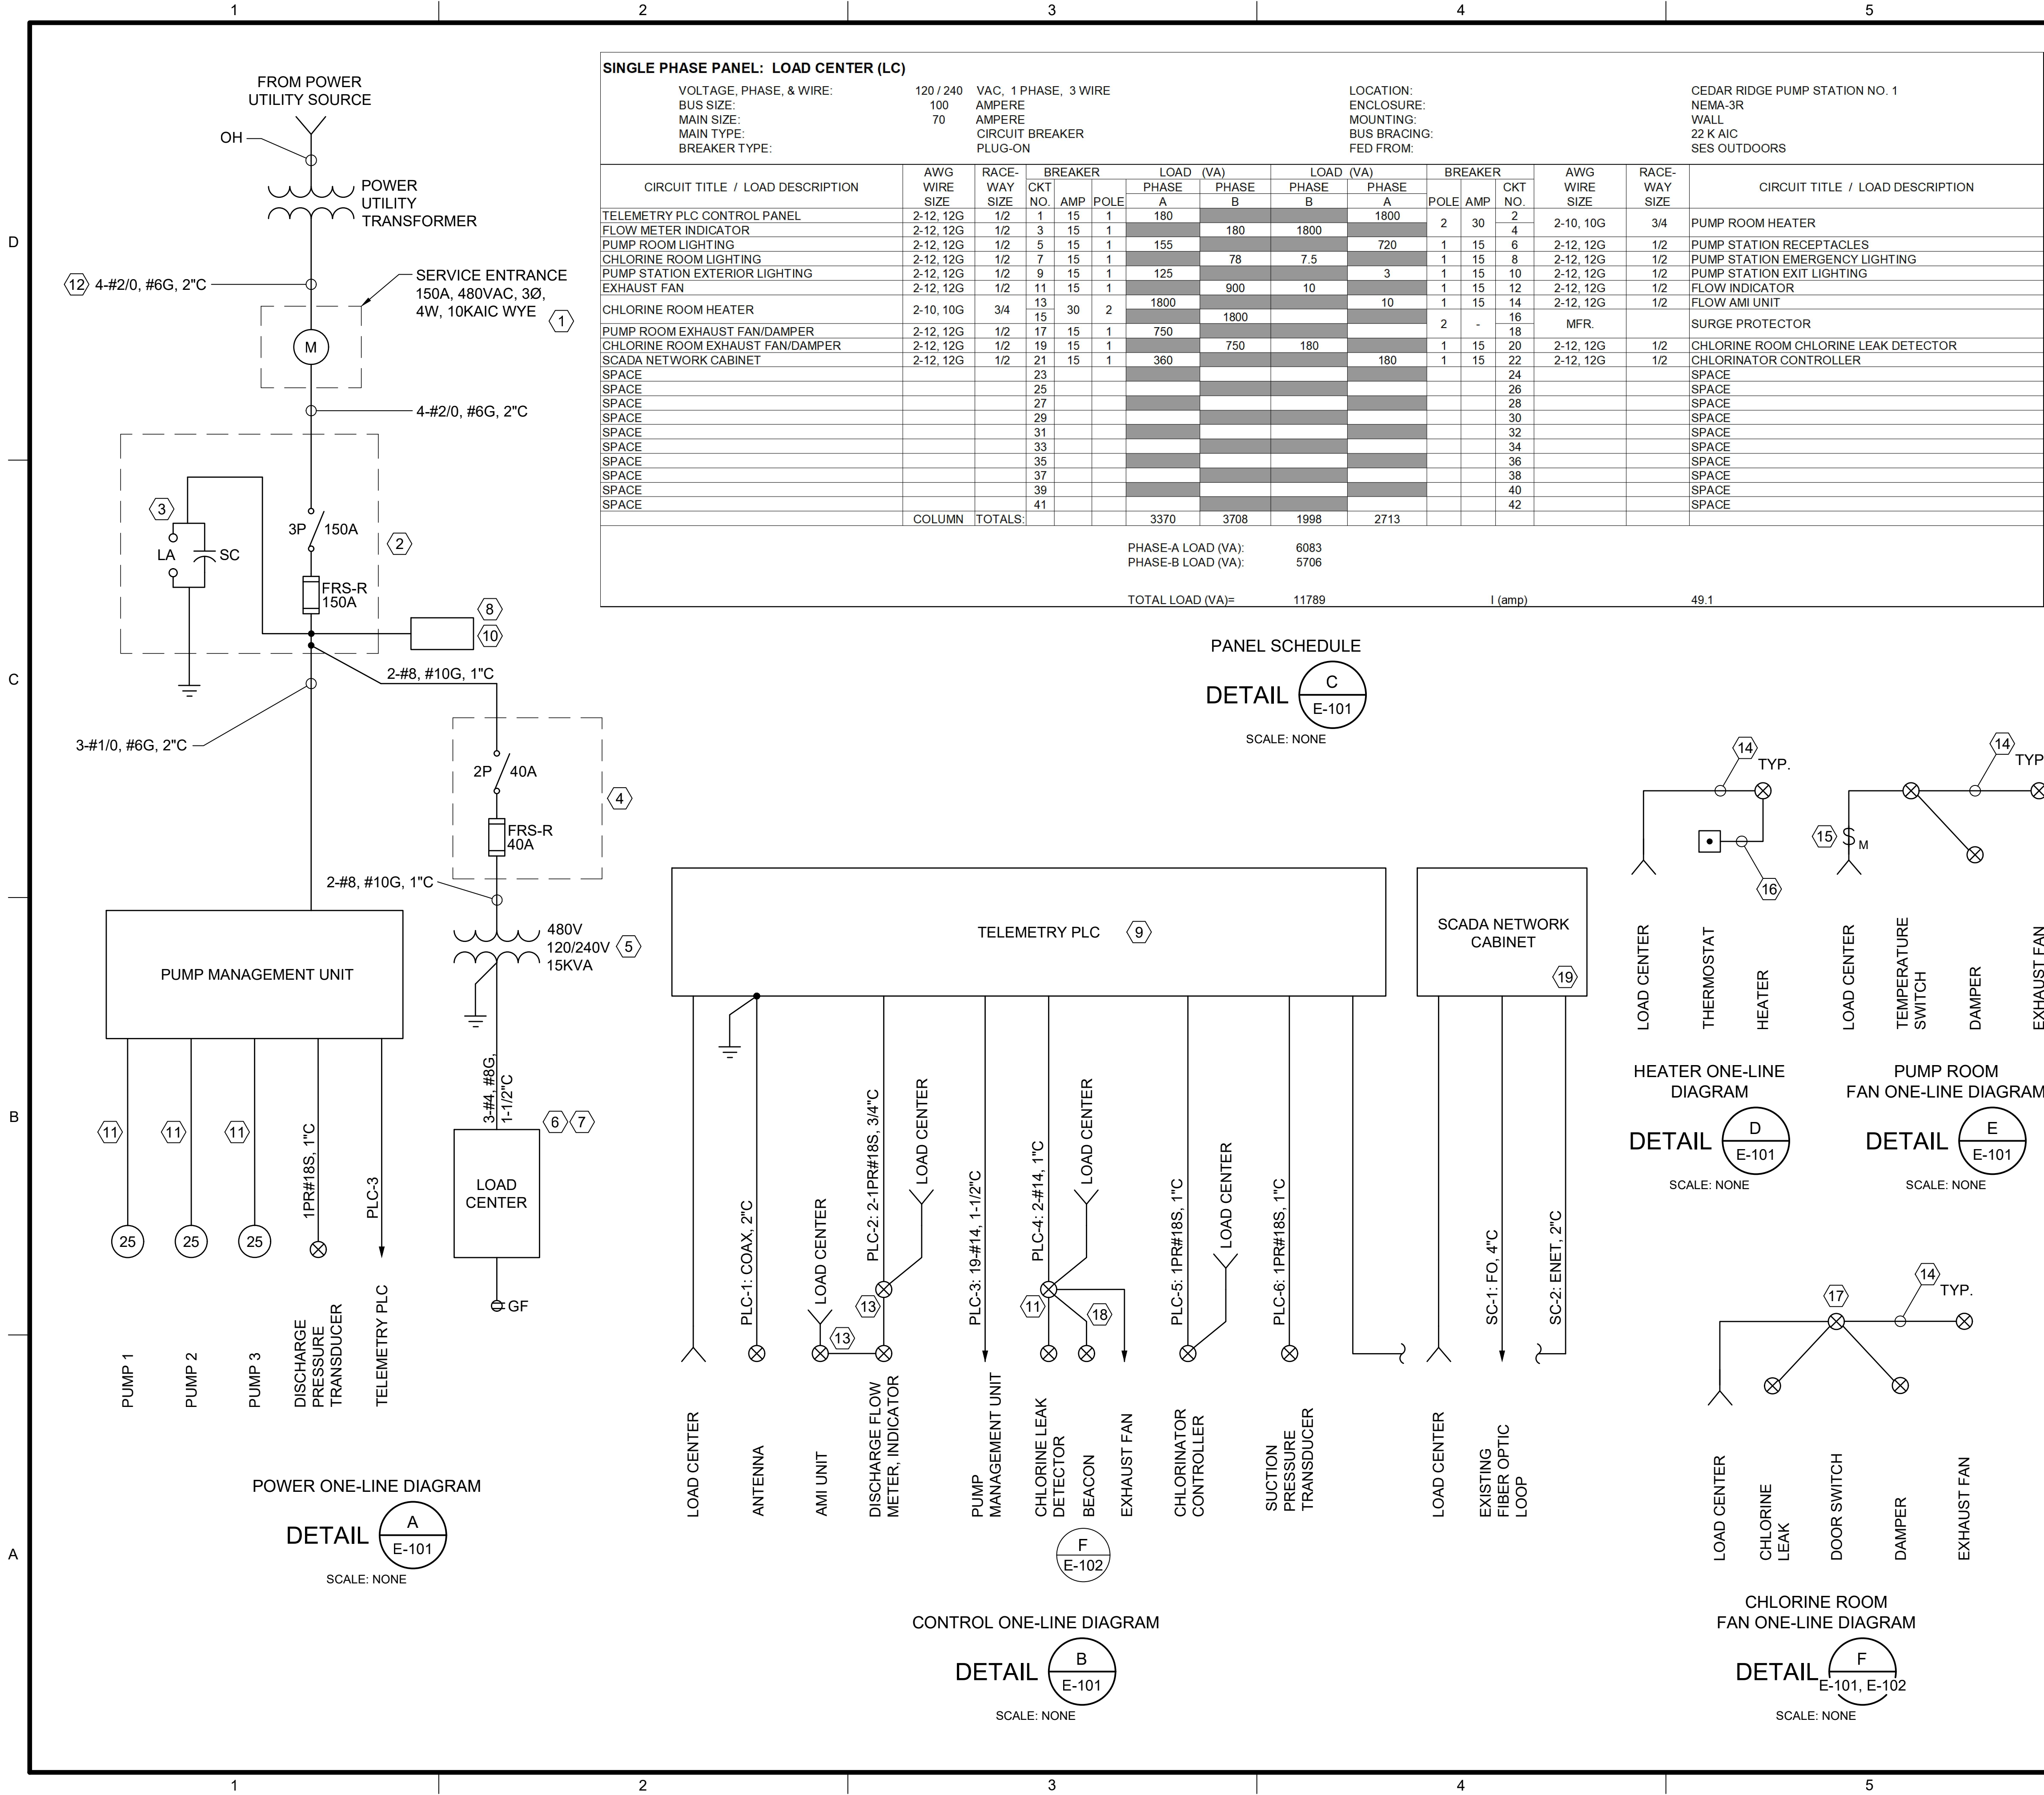 1 2 3 4 5
D
C
B
A
FROM POWER
UTILITY SOURCE
OH
POWER
UTILITY
TRANSFORMER
12 4-#2/0, #6G, 2"C
SERVICE ENTRANCE
150A, 480VAC, 3Ø,
4W, 10KAIC WYE
1
M
4-#2/0, #6G, 2"C
3
LA SC
3P 150A
2
FRS-R
150A
8
10
2-#8, #10G, 1"C
3-#1/0, #6G, 2"C
2P 40A
4
FRS-R
40A
2-#8, #10G, 1"C
480V
120/240V 5
15KVA
PUMP MANAGEMENT UNIT
3-#4, #8G,
1-1/2"C
6 7
11 11 11
1PR#18S, 1"C
PLC-3
LOAD
CENTER
25 25 25
GF
PUMP 1
PUMP 2
PUMP 3
DISCHARGE
PRESSURE
TRANSDUCER
TELEMETRY PLC
POWER ONE-LINE DIAGRAM
DETAIL A
E-101
SCALE: NONE
SINGLE PHASE PANEL: LOAD CENTER (LC)
VOLTAGE, PHASE, & WIRE: 120 / 240 VAC, 1 PHASE, 3 WIRE LOCATION: CEDAR RIDGE PUMP STATION NO. 1
BUS SIZE: 100 AMPERE ENCLOSURE: NEMA-3R
MAIN SIZE: 70 AMPERE MOUNTING: WALL
MAIN TYPE: CIRCUIT BREAKER BUS BRACING: 22 K AIC
BREAKER TYPE: PLUG-ON FED FROM: SES OUTDOORS
AWG RACE- BREAKER LOAD (VA) LOAD (VA) BREAKER AWG RACE-
CIRCUIT TITLE / LOAD DESCRIPTION WIRE WAY CKT PHASE PHASE PHASE PHASE CKT WIRE WAY CIRCUIT TITLE / LOAD DESCRIPTION
SIZE SIZE NO. AMP POLE A B B A POLE AMP NO. SIZE SIZE
TELEMETRY PLC CONTROL PANEL 2-12, 12G 1/2 1 15 1 180 1800 2 30 2 2-10, 10G 3/4 PUMP ROOM HEATER
FLOW METER INDICATOR 2-12, 12G 1/2 3 15 1 180 1800 4
PUMP ROOM LIGHTING 2-12, 12G 1/2 5 15 1 155 720 1 15 6 2-12, 12G 1/2 PUMP STATION RECEPTACLES
CHLORINE ROOM LIGHTING 2-12, 12G 1/2 7 15 1 78 7.5 1 15 8 2-12, 12G 1/2 PUMP STATION EMERGENCY LIGHTING
PUMP STATION EXTERIOR LIGHTING 2-12, 12G 1/2 9 15 1 125 3 1 15 10 2-12, 12G 1/2 PUMP STATION EXIT LIGHTING
EXHAUST FAN 2-12, 12G 1/2 11 15 1 900 10 1 15 12 2-12, 12G 1/2 FLOW INDICATOR
CHLORINE ROOM HEATER 2-10, 10G 3/4 13 30 2 1800 10 1 15 14 2-12, 12G 1/2 FLOW AMI UNIT
15 1800 2 - 16 MFR. SURGE PROTECTOR
PUMP ROOM EXHAUST FAN/DAMPER 2-12, 12G 1/2 17 15 1 750 18
CHLORINE ROOM EXHAUST FAN/DAMPER 2-12, 12G 1/2 19 15 1 750 180 1 15 20 2-12, 12G 1/2 CHLORINE ROOM CHLORINE LEAK DETECTOR
SCADA NETWORK CABINET 2-12, 12G 1/2 21 15 1 360 180 1 15 22 2-12, 12G 1/2 CHLORINATOR CONTROLLER
SPACE 23 24 SPACE
SPACE 25 26 SPACE
SPACE 27 28 SPACE
SPACE 29 30 SPACE
SPACE 31 32 SPACE
SPACE 33 34 SPACE
SPACE 35 36 SPACE
SPACE 37 38 SPACE
SPACE 39 40 SPACE
SPACE 41 42 SPACE
COLUMN TOTALS: 3370 3708 1998 2713
PHASE-A LOAD (VA): 6083
PHASE-B LOAD (VA): 5706
TOTAL LOAD (VA)= 11789 I (amp) 49.1
PANEL SCHEDULE
DETAIL C
E-101
SCALE: NONE
TELEMETRY PLC 9
SCADA NETWORK
CABINET
19
PLC-1: COAX, 2"C
LOAD CENTER
PLC-2: 2-1PR#18S, 3/4"C
LOAD CENTER
PLC-3: 19-#14, 1-1/2"C
PLC-4: 2-#14, 1"C
LOAD CENTER
PLC-5: 1PR#18S, 1"C
LOAD CENTER
PLC-6: 1PR#18S, 1"C
SC-1: FO, 4"C
SC-2: ENET, 2"C
13
13
11
18
LOAD CENTER
ANTENNA
AMI UNIT
DISCHARGE FLOW
METER, INDICATOR
PUMP
MANAGEMENT UNIT
CHLORINE LEAK
DETECTOR
BEACON
EXHAUST FAN
CHLORINATOR
CONTROLLER
SUCTION
PRESSURE
TRANSDUCER
LOAD CENTER
EXISTING
FIBER OPTIC
LOOP
F
E-102
CONTROL ONE-LINE DIAGRAM
DETAIL B
E-101
SCALE: NONE
14
TYP.
16
LOAD CENTER
THERMOSTAT
HEATER
HEATER ONE-LINE
DIAGRAM
DETAIL D
E-101
SCALE: NONE
14
TYP
15 S M
LOAD CENTER
TEMPERATURE
SWITCH
DAMPER
EXHAUST FAN
PUMP ROOM
FAN ONE-LINE DIAGRAM
DETAIL E
E-101
SCALE: NONE
14
TYP.
17
LOAD CENTER
CHLORINE
LEAK
DOOR SWITCH
DAMPER
EXHAUST FAN
CHLORINE ROOM
FAN ONE-LINE DIAGRAM
DETAIL F
E-101, E-102
SCALE: NONE
1 2 3 4 5